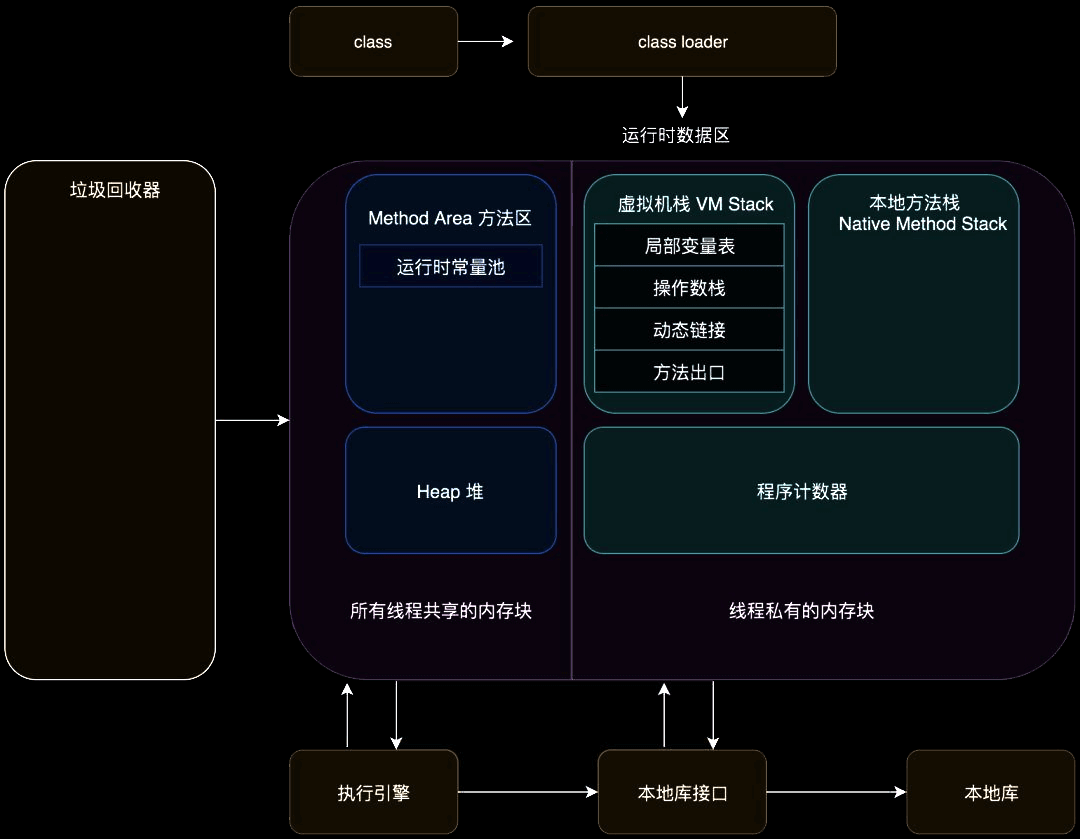 class
class loader
运行时数据区
垃圾回收器
Method Area 方法区
运行时常量池
Heap 堆
所有线程共享的内存块
虚拟机栈 VM Stack
局部变量表
操作数栈
动态链接
方法出口
本地方法栈
Native Method Stack
程序计数器
线程私有的内存块
执行引擎
本地库接口
本地库